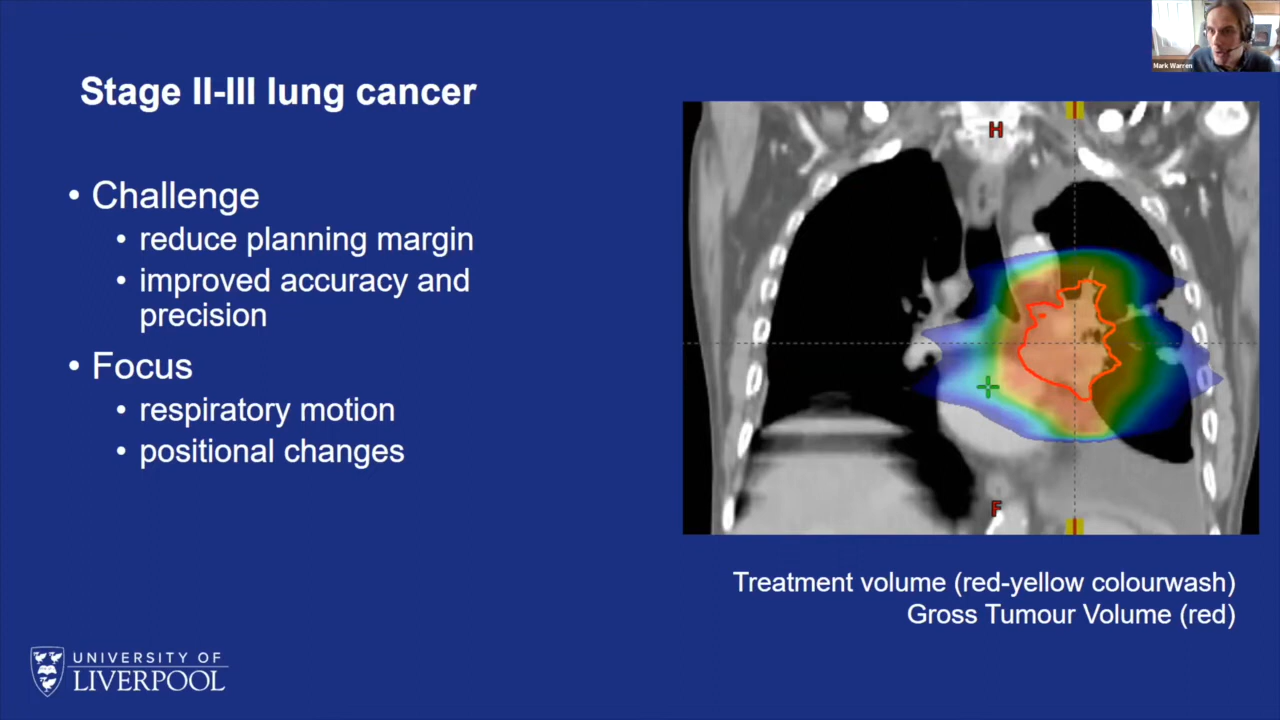 Mark Warren
Stage II-III lung cancer
• Challenge
• reduce planning margin
• improved accuracy and
precision
• Focus
• respiratory motion
• positional changes
H
F
Treatment volume (red-yellow colourwash)
Gross Tumour Volume (red)
UNIVERSITY OF
LIVERPOOL